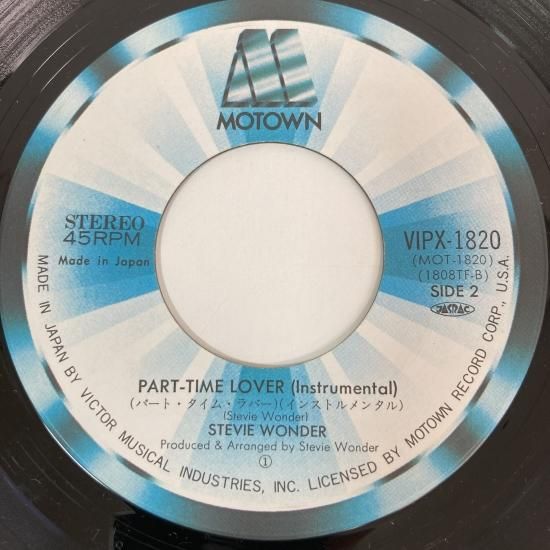 MOTOWN
STEREO
45RPM
Made in Japan
VIPX-1820
(MOT-1820)
(1808TF-B)
SIDE 2
JASRAC
PART-TIME LOVER (Instrumental)
(パート・タイム・ラバー)(インストルメンタル)
(Stevie Wonder)
STEVIE WONDER
Produced & Arranged by Stevie Wonder
①
MADE IN JAPAN BY VICTOR MUSICAL INDUSTRIES, INC. LICENSED BY MOTOWN RECORD CORP., U.S.A.